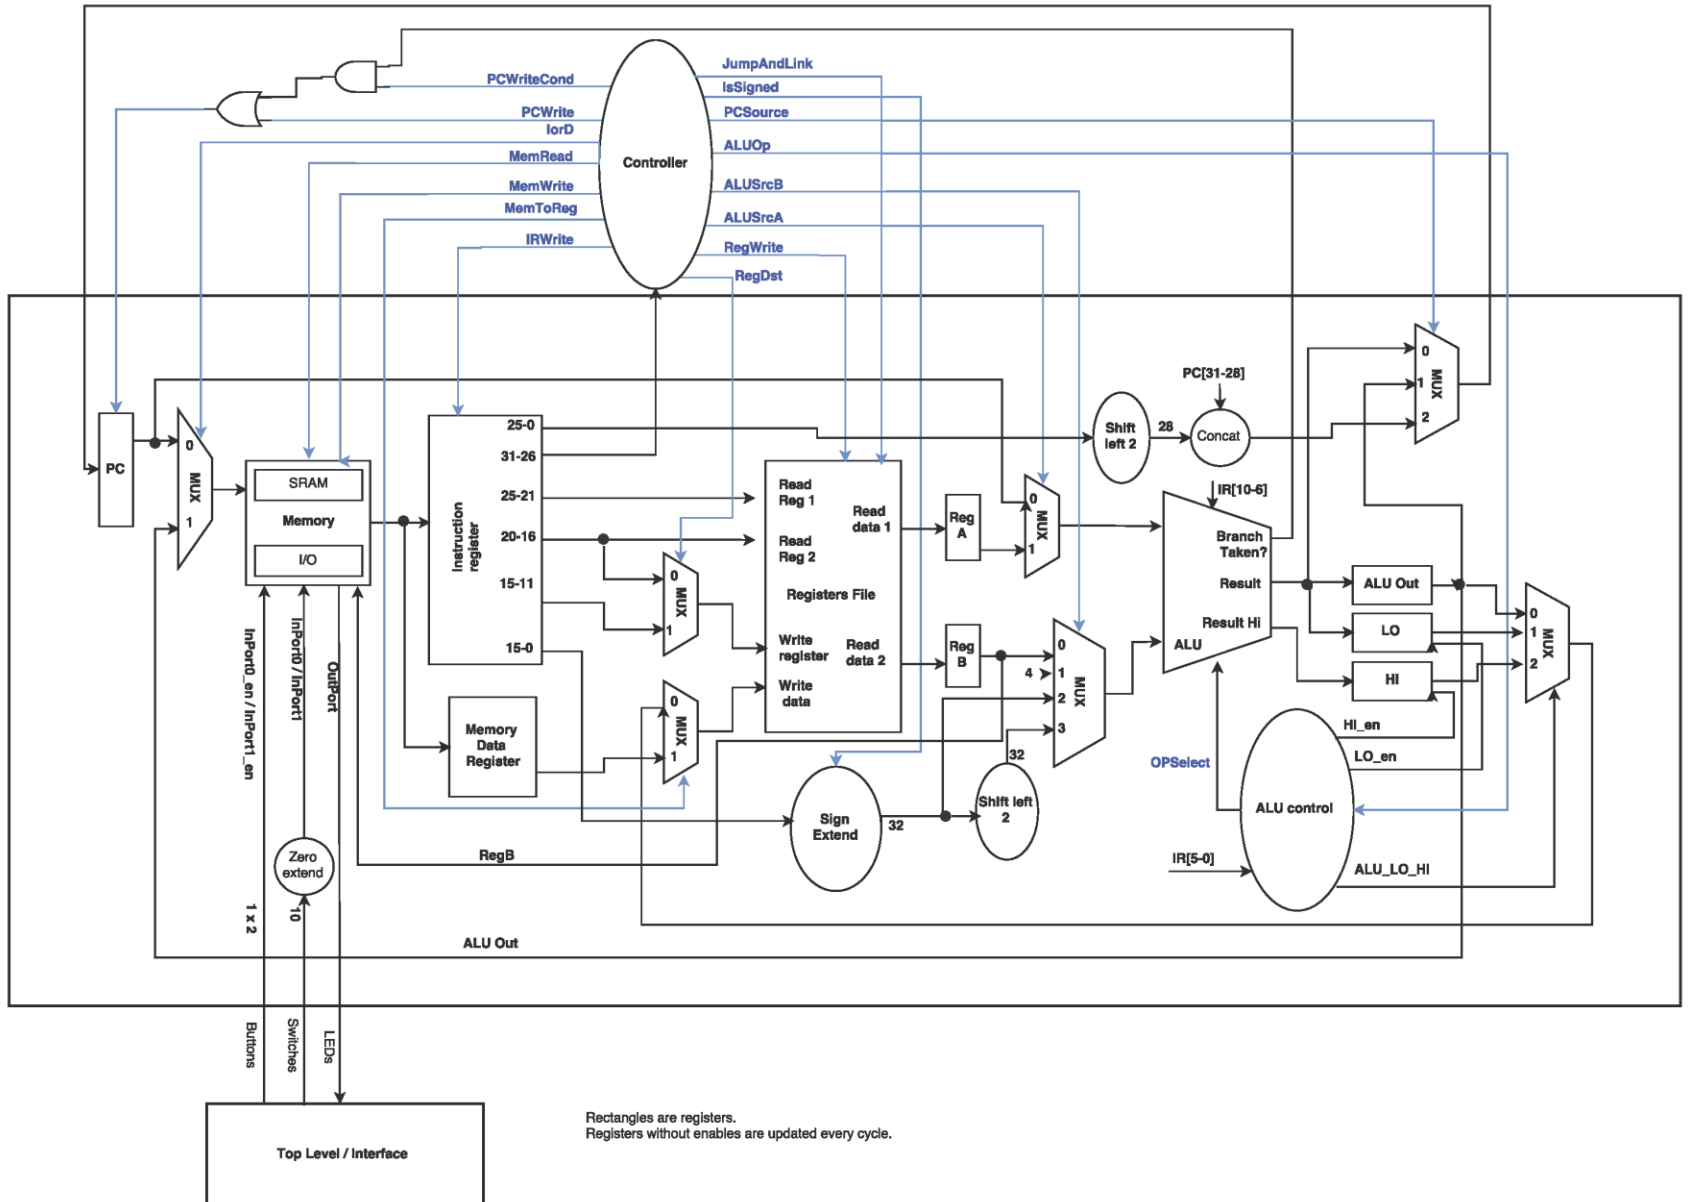 JumpAndLink
PCWriteCond
IsSigned
PCWrite
PCSource
IorD
ALUOp
MemRead
Controller
MemWrite
ALUSrcB
MemToReg
ALUSrcA
IRWrite
RegWrite
RegDst
PC[31-28]
0
MUX
1
2
Shift
left 2
28
Concat
PC
0
MUX
1
SRAM
Memory
I/O
25-0
31-26
25-21
20-16
15-11
15-0
Instruction
register
Read
Reg 1
Read
Reg 2
Read
data 1
Registers File
Write
register
Read
data 2
Write
data
0
MUX
1
0
MUX
1
Reg
A
Reg
B
0
MUX
1
0
4
1
2
3
MUX
32
IR[10-6]
Branch
Taken?
Result
Result Hi
ALU
ALU Out
LO
HI
0
1
2
MUX
Memory
Data
Register
Sign
Extend
32
Shift left
2
HI_en
LO_en
OPSelect
ALU control
IR[5-0]
ALU_LO_HI
InPort0_en / InPort1_en
InPort0 / InPort1
OutPort
Zero
extend
RegB
1 x 2
10
ALU Out
Buttons
Switches
LEDs
Top Level / Interface
Rectangles are registers.
Registers without enables are updated every cycle.